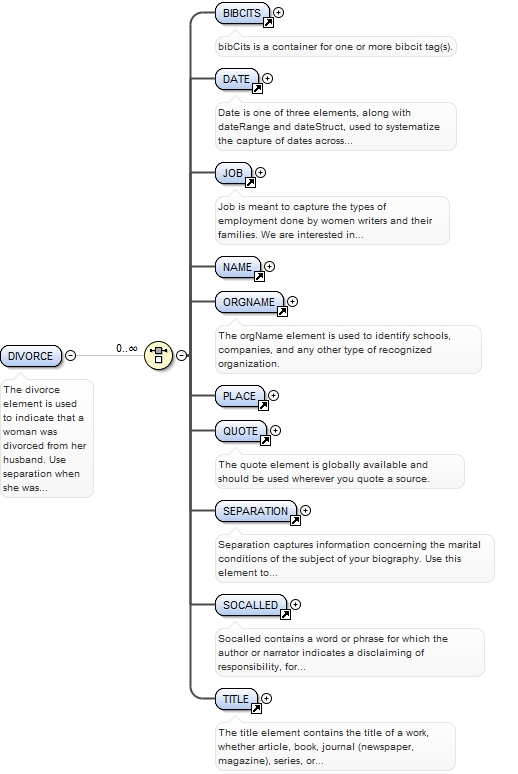 BIBCITS
bibCits is a container for one or more bibcit tag(s).
DATE
Date is one of three elements, along with
dateRange and dateStruct, used to systematize
the capture of dates across...
JOB
Job is meant to capture the types of
employment done by women writers and their
families. We are interested in...
NAME
ORGNAME
The orgName element is used to identify schools,
companies, and any other type of recognized
organization.
DIVORCE
0..∞
The divorce
element is used
to indicate that a
woman was
divorced from her
husband. Use
separation when
she was...
PLACE
QUOTE
The quote element is globally available and
should be used wherever you quote a source.
SEPARATION
Separation captures information concerning the marital
conditions of the subject of your biography. Use this
element to...
SOCALLED
Socalled contains a word or phrase for which the
author or narrator indicates a disclaiming of
responsibility, for...
TITLE
The title element contains the title of a work,
whether article, book, journal (newspaper,
magazine), series, or...